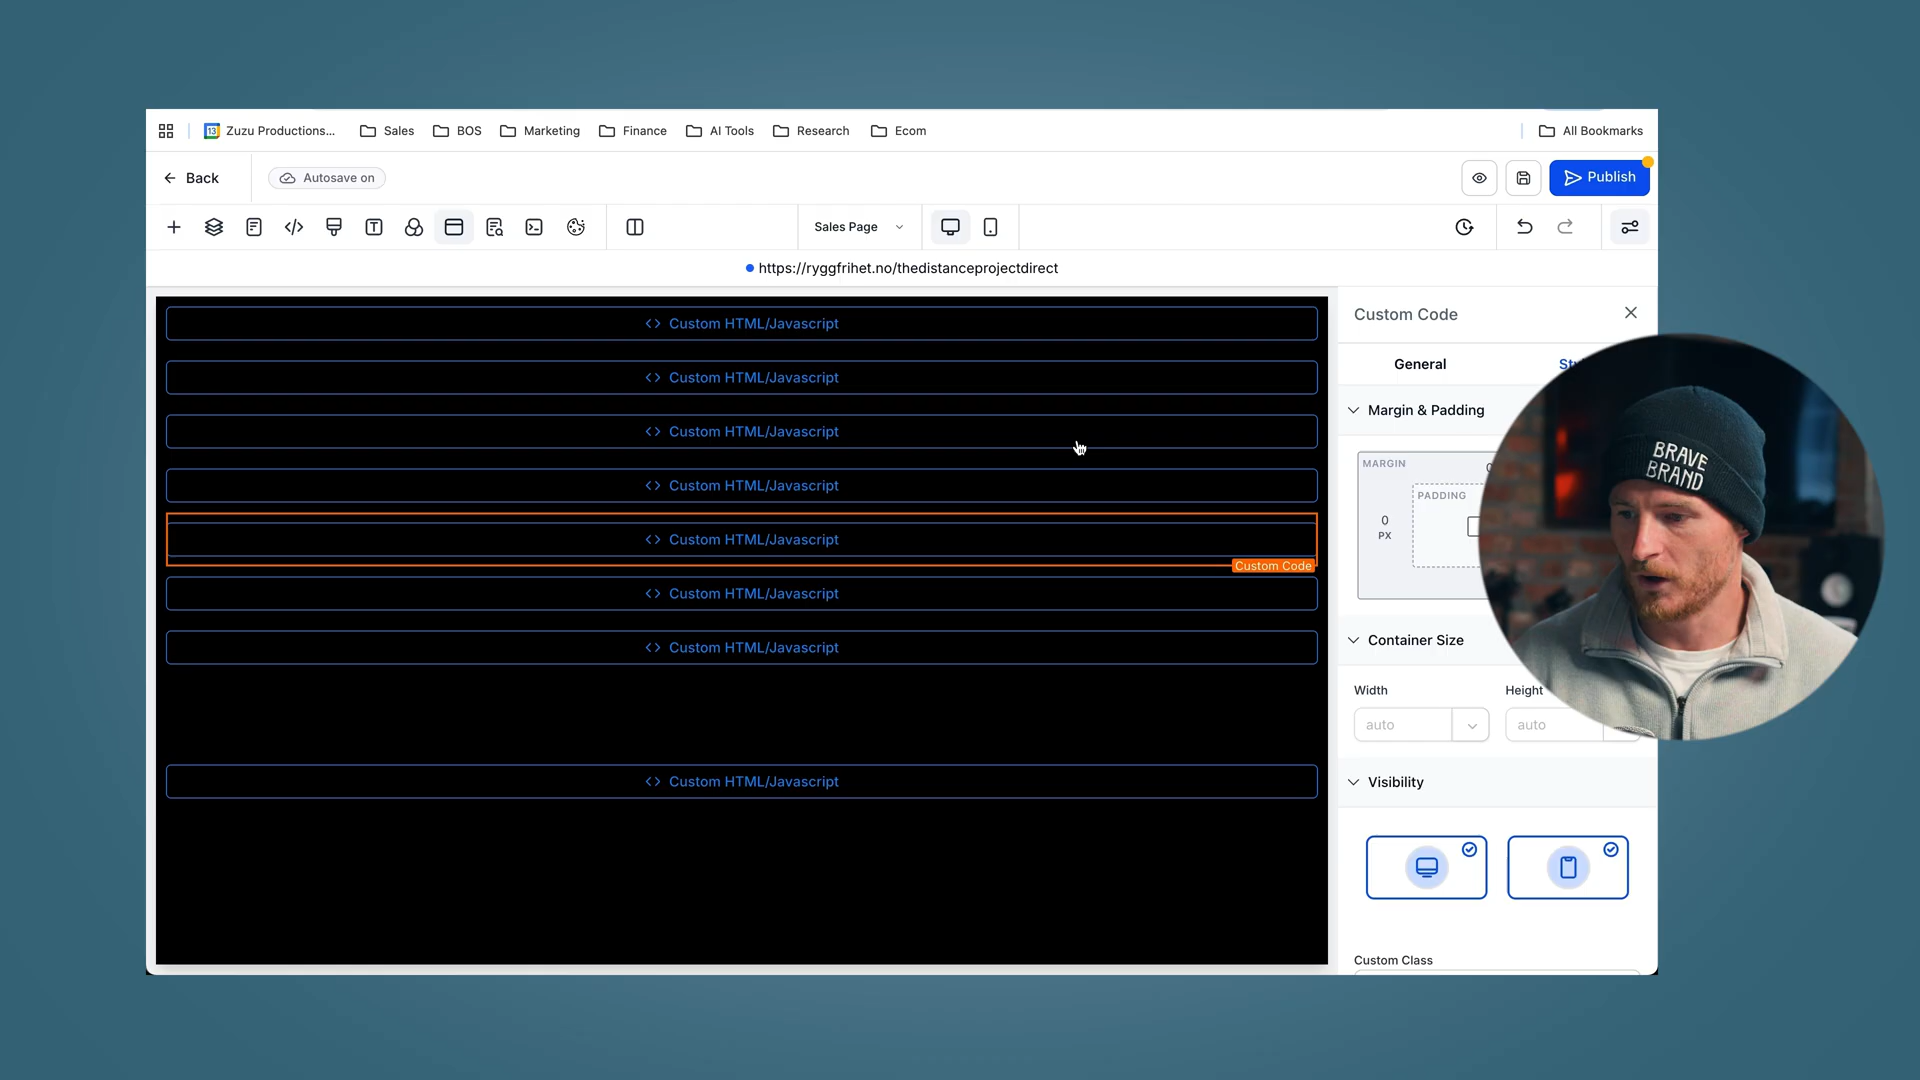 Zuzu Productions...
Sales
BOS
Marketing
Finance
AI Tools
Research
Ecom
All Bookmarks
Back
Autosave on
Publish
Sales Page
https://ryggfrihet.no/thedistanceprojectdirect
Custom HTML/Javascript
Custom HTML/Javascript
Custom HTML/Javascript
Custom HTML/Javascript
Custom HTML/Javascript
Custom Code
Custom HTML/Javascript
Custom HTML/Javascript
Custom HTML/Javascript
Custom Code
General
Margin & Padding
MARGIN
PADDING
0
PX
Container Size
Width
Height
auto
auto
Visibility
Custom Class
BRAVE
BRAND